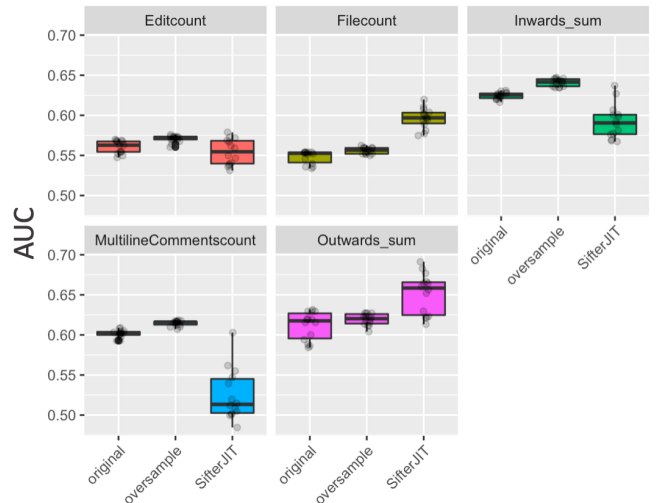 Editcount
Filecount
Inwards_sum
0.70
0.65
0.60
0.55
0.50
original
oversample
SifterJIT
AUC
MultilineCommentscount
Outwards_sum
0.70
0.65
0.60
0.55
0.50
original
oversample
SifterJIT
original
oversample
SifterJIT